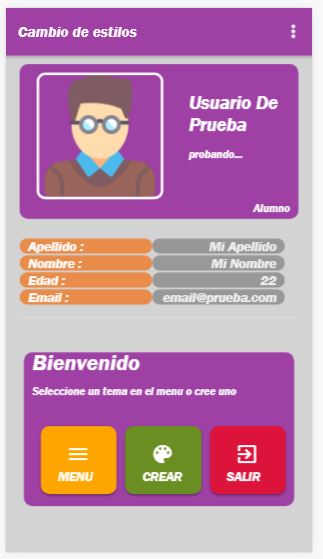 Cambio de estilos
Usuario De
Prueba
probando...
Alumno
Apellido : Mi Apellido
Nombre : Mi Nombre
Edad : 22
Email : email@prueba.com
Bienvenido
Seleccione un tema en el menu o cree uno
MENU CREAR SALIR